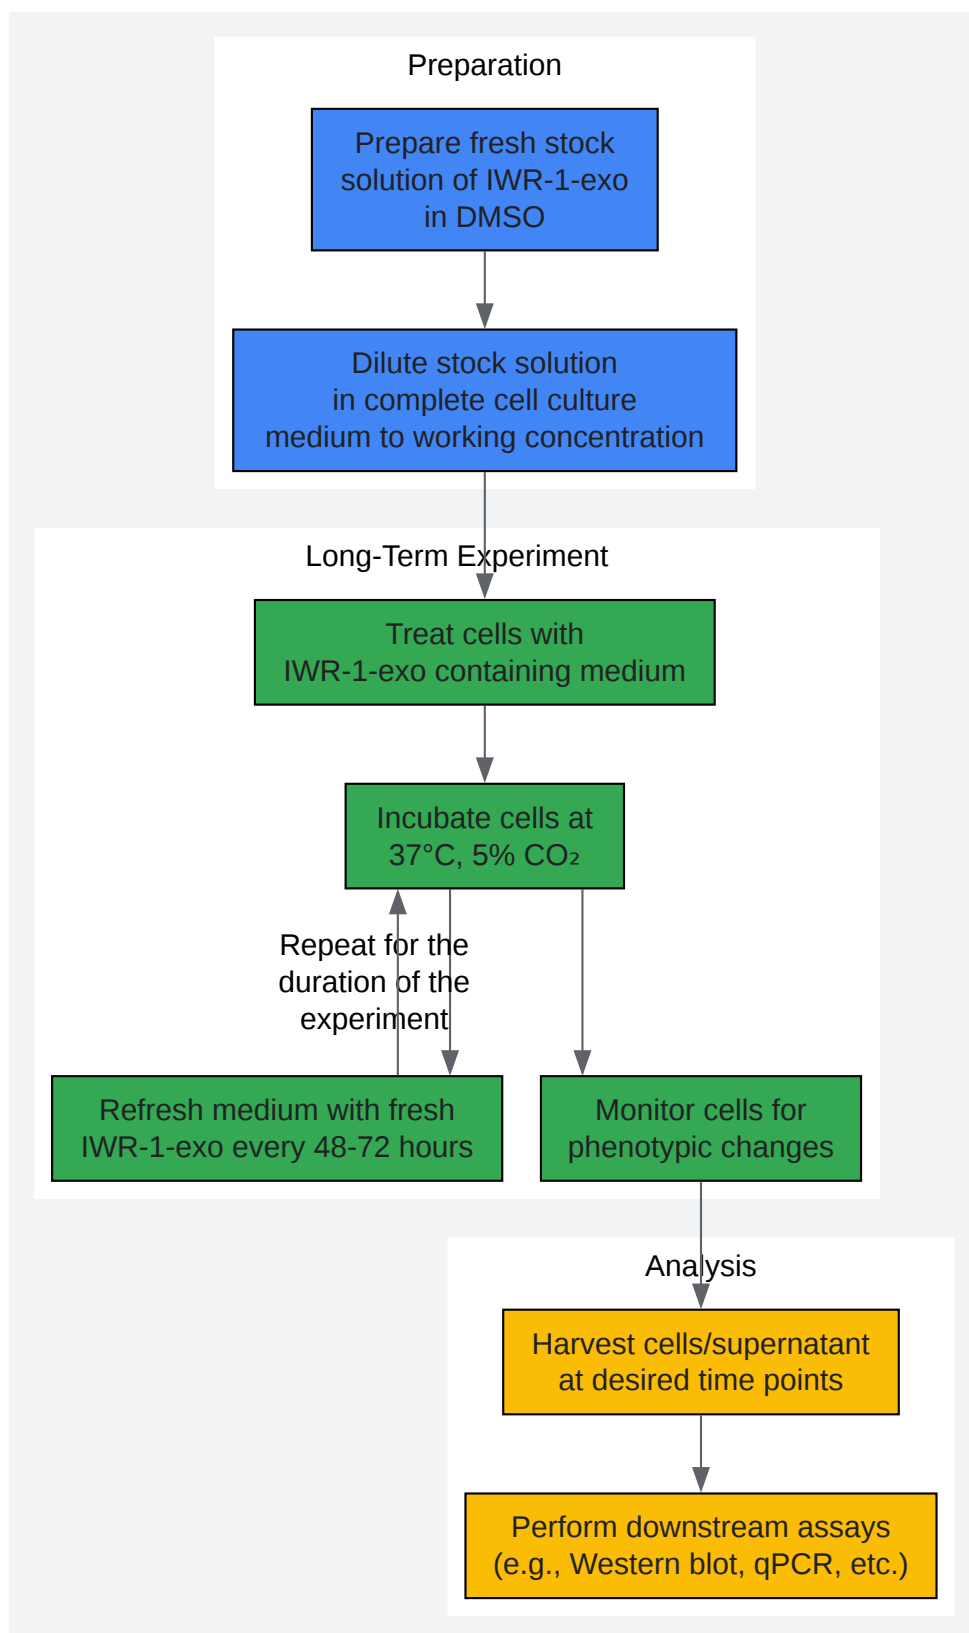 Preparation
Prepare fresh stock
solution of IWR-1-exo
in DMSO
Dilute stock solution
in complete cell culture
medium to working concentration
Long-Term Experiment
Treat cells with
IWR-1-exo containing medium
Incubate cells at
37°C, 5% CO₂
Repeat for the
duration of the
experiment
Refresh medium with fresh
IWR-1-exo every 48-72 hours
Monitor cells for
phenotypic changes
Analysis
Harvest cells/supernatant
at desired time points
Perform downstream assays
(e.g., Western blot, qPCR, etc.)